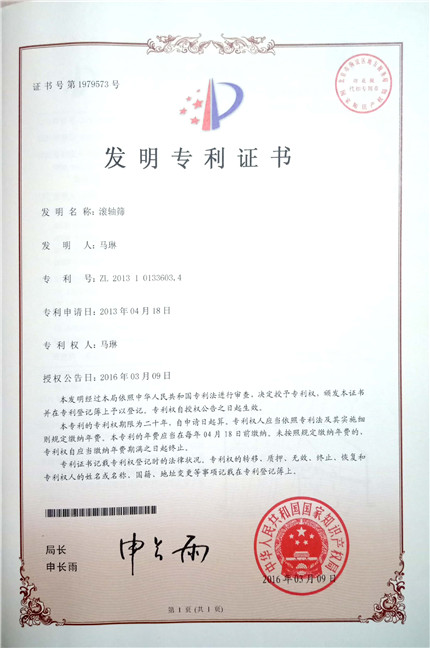 证书号第1979573号
发明专利证书
发明名称:滚轴筛
发明人:马琳
专利号:ZL 2013 1 0133603.4
专利申请日:2013年04月18日
专利权人:马琳
授权公告日:2016年03月09日
本发明经过本局依照中华人民共和国专利法进行审查,决定授予专利权,颁发本证书
并在专利登记簿上予以登记。专利权自授权公告之日起生效。
本专利的专利权期限为二十年,自申请日起算。专利权人应当依照专利法及其实施细
则规定缴纳年费。本专利的年费应当在每年04月18日前缴纳。未按照规定缴纳年费的,
专利权自应当缴纳年费期满之日起终止。
专利证书记载专利权登记时的法律状况。专利权的转移、质押、无效、终止、恢复和
专利权人的姓名或名称、国籍、地址变更等事项记载在专利登记簿上。
局长
申长雨
申长雨
中华人民共和国国家知识产权局
2016年03月09日
第1页(共1页)